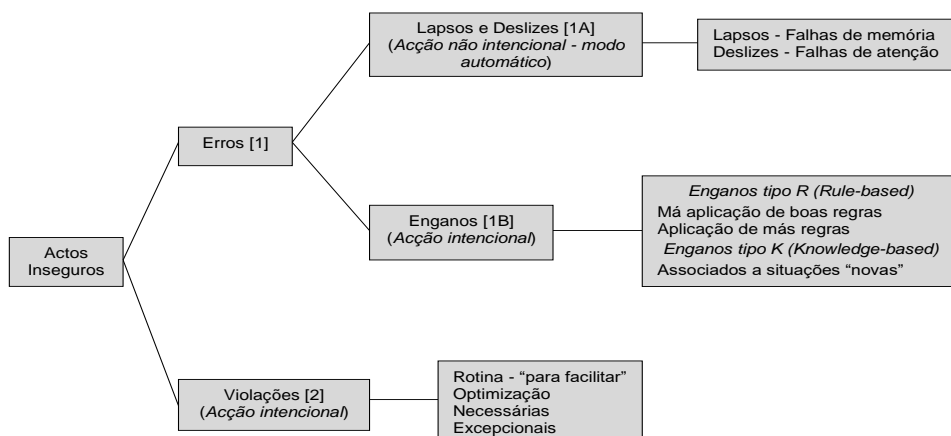 Lapsos e Deslizes [1A]
(Acção não intencional - modo
automático)
Lapsos - Falhas de memória
Deslizes - Falhas de atenção
Erros [1]
Enganos tipo R (Rule-based)
Má aplicação de boas regras
Aplicação de más regras
Enganos tipo K (Knowledge-based)
Associados a situações “novas”
Enganos [1B]
(Acção intencional)
Actos
Inseguros
Violações [2]
(Acção intencional)
Rotina - “para facilitar”
Optimização
Necessárias
Excepcionais